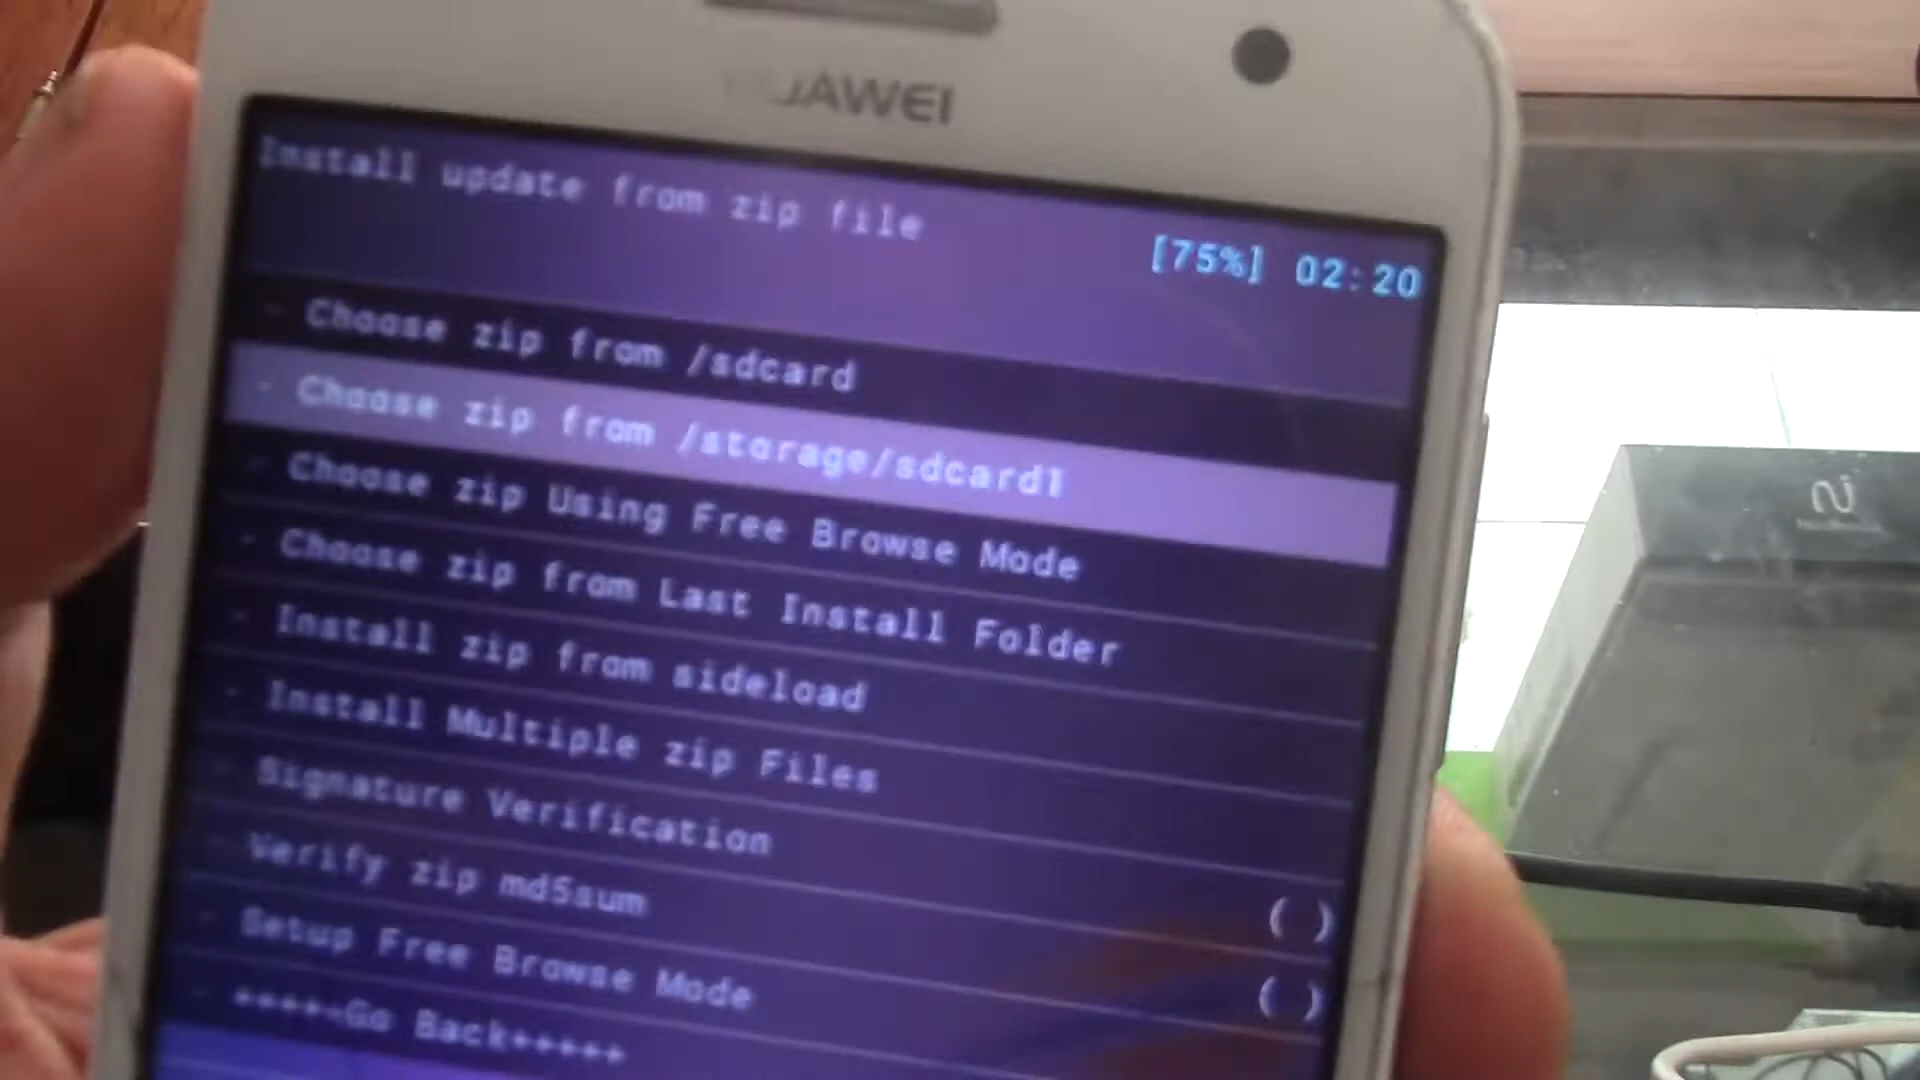 HUAWEI
Install update from zip file
[75%] 02:20
- Choose zip from /sdcard
- Choose zip from /storage/sdcard1
- Choose zip Using Free Browse Mode
- Choose zip from Last Install Folder
- Install zip from sideload
- Install Multiple zip Files
- Signature Verification ( )
- Verify zip md5sum ( )
- Setup Free Browse Mode
- +++++Go Back+++++